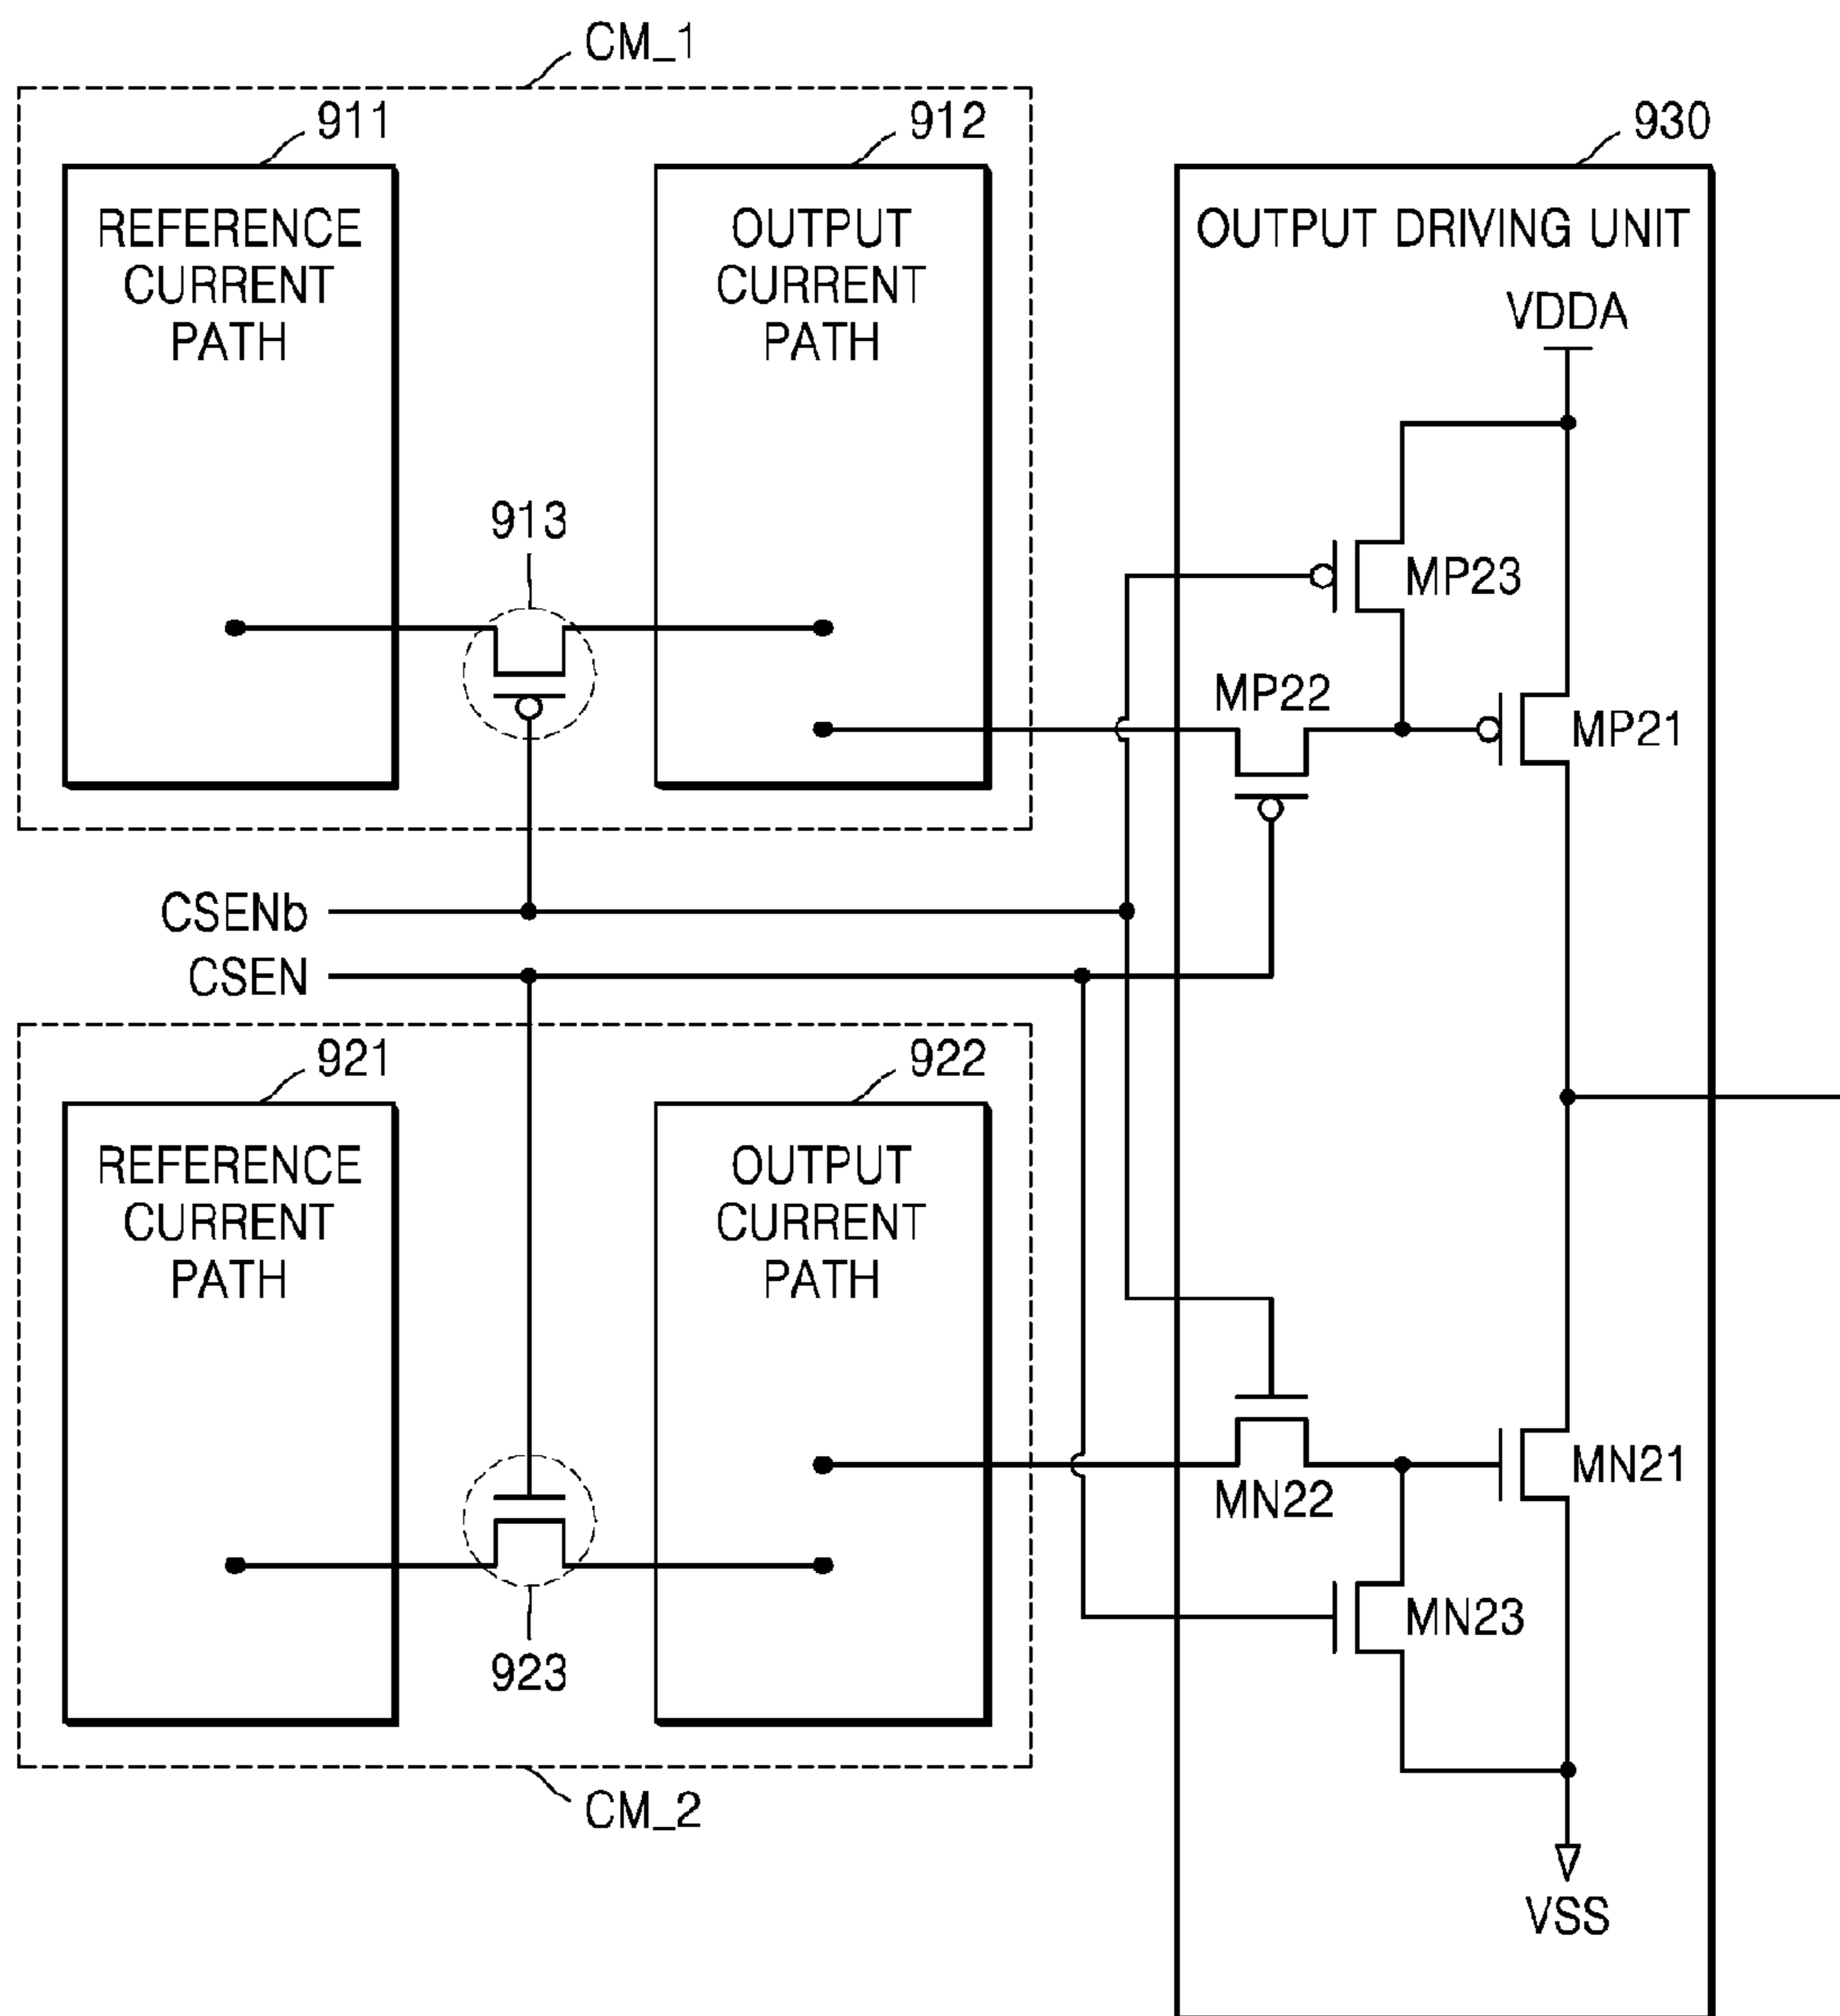 CM_1
911
912
930
REFERENCE
CURRENT
PATH
OUTPUT
CURRENT
PATH
OUTPUT DRIVING UNIT
VDDA
913
MP23
MP22
MP21
CSENb
CSEN
921
922
REFERENCE
CURRENT
PATH
OUTPUT
CURRENT
PATH
MN22
MN21
923
MN23
CM_2
VSS